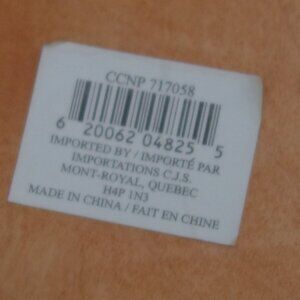 CCNP 717058
6 20062 04825 5
IMPORTED BY / IMPORTÉ PAR
IMPORTATIONS C.J.S.
MONT-ROYAL, QUEBEC
H4P 1N3
MADE IN CHINA / FAIT EN CHINE